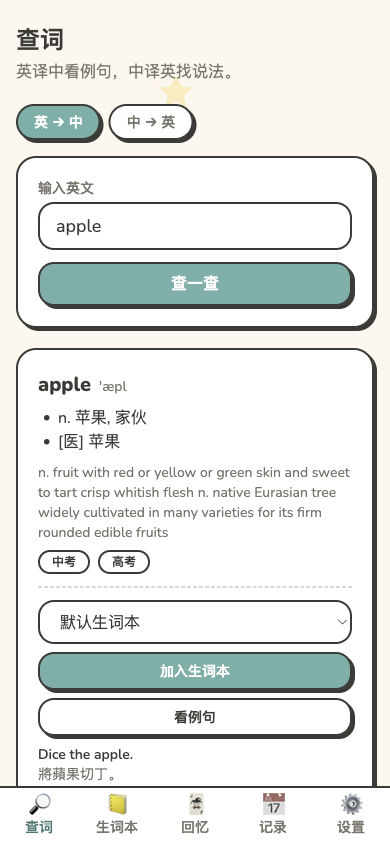 查词
英译中看例句，中译英找说法。
英 → 中
中 → 英
输入英文
apple
查一查
apple 'æpl
• n. 苹果, 家伙
• [医] 苹果
n. fruit with red or yellow or green skin and sweet
to tart crisp whitish flesh n. native Eurasian tree
widely cultivated in many varieties for its firm
rounded edible fruits
中考
高考
默认生词本
加入生词本
看例句
Dice the apple.
將蘋果切丁。
17
查词
生词本
回忆
记录
设置